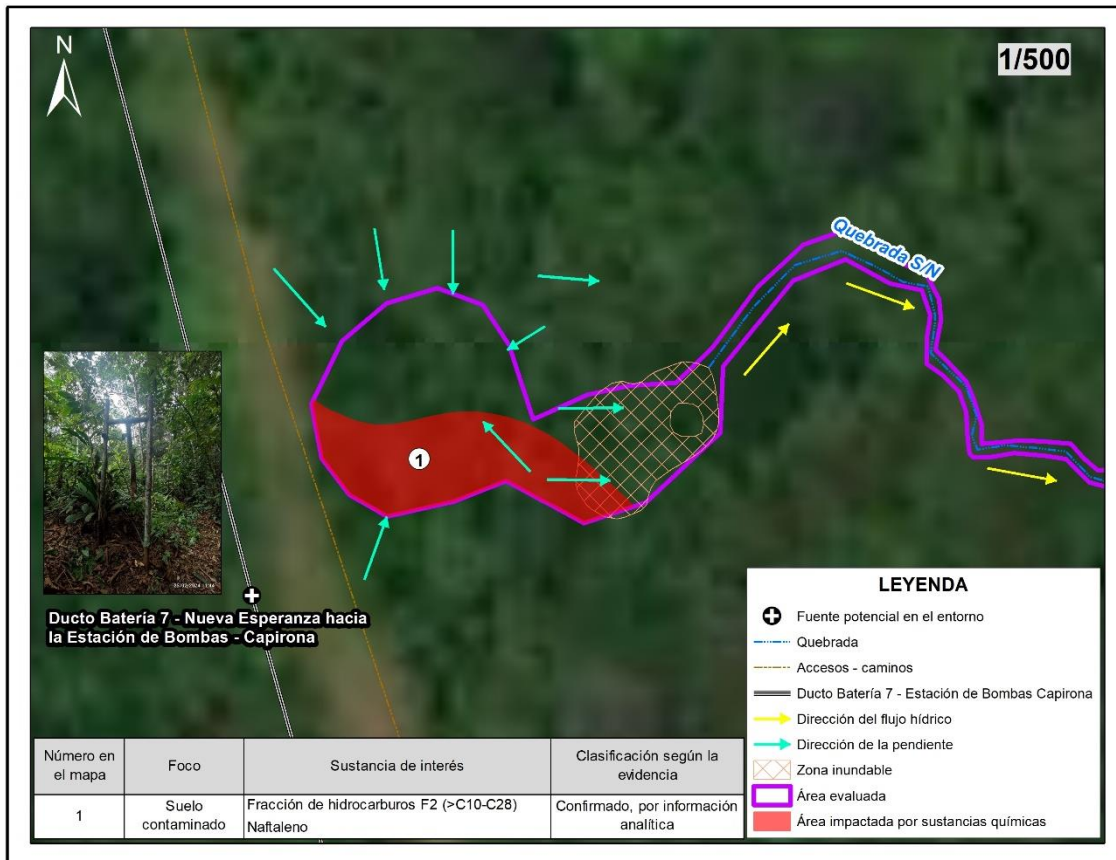 N
1/500
Quebrada S/N
Ducto Batería 7 - Nueva Esperanza hacia
la Estación de Bombas - Capirona
1
LEYENDA
Fuente potencial en el entorno
Quebrada
Accesos - caminos
Ducto Batería 7 - Estación de Bombas Capirona
Dirección del flujo hídrico
Dirección de la pendiente
Zona inundable
Área evaluada
Área impactada por sustancias químicas
Número en el mapa
Foco
Sustancia de interés
Clasificación según la evidencia
1
Suelo contaminado
Fracción de hidrocarburos F2 (>C10-C28)
Naftaleno
Confirmado, por información analítica